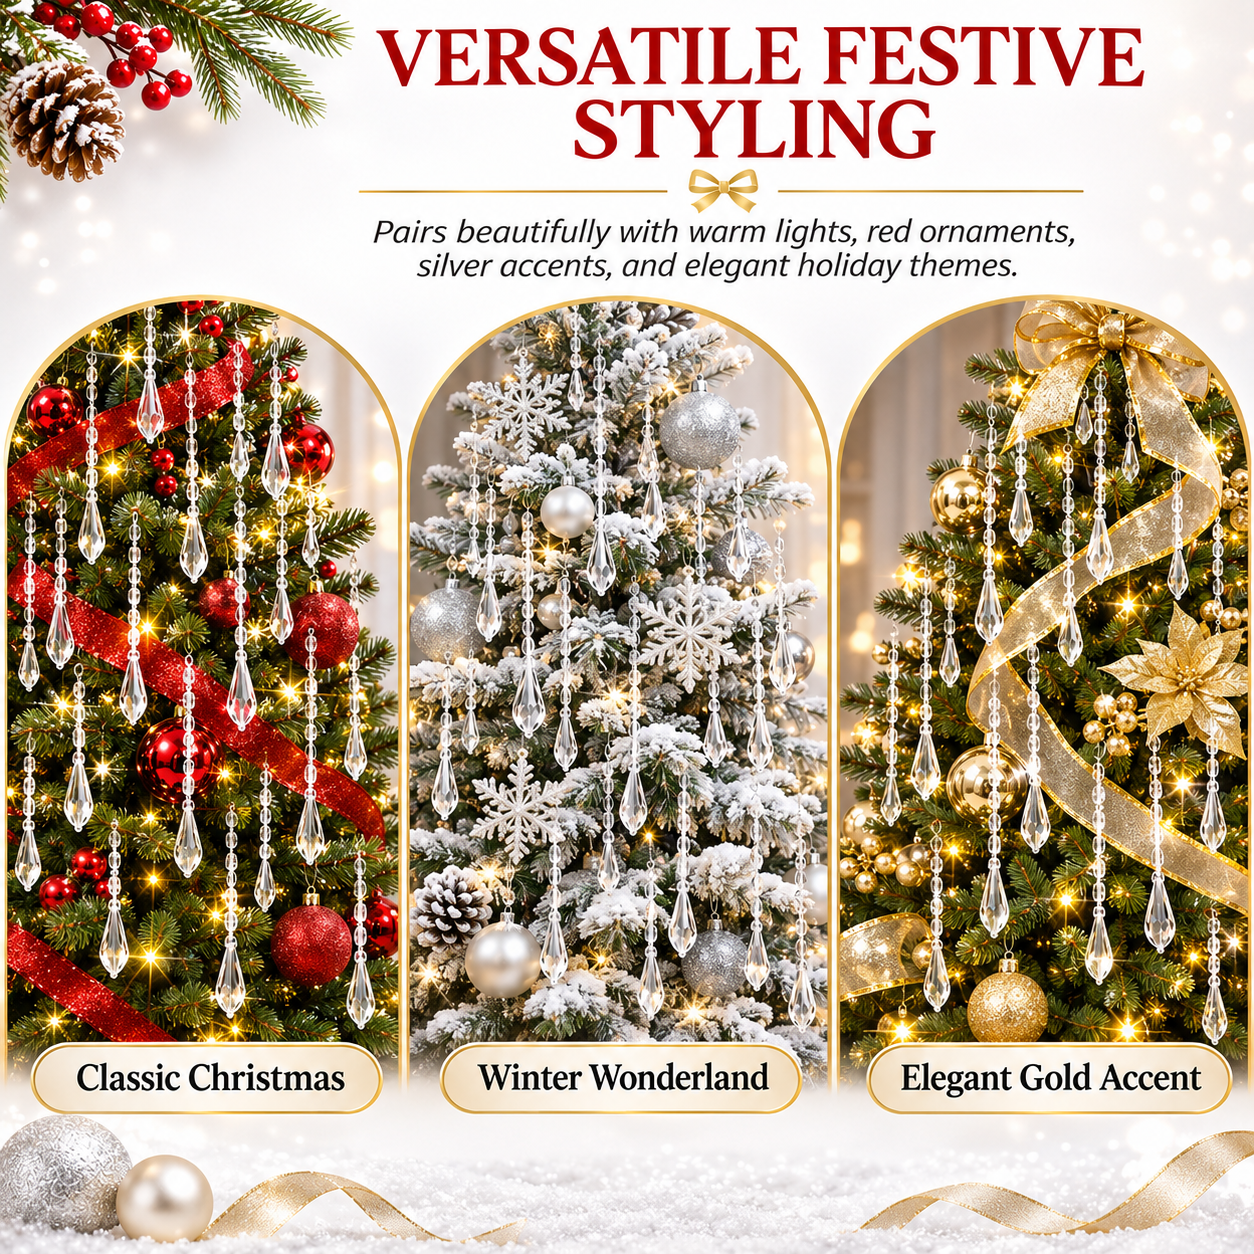 VERSATILE FESTIVE
STYLING
Pairs beautifully with warm lights, red ornaments,
silver accents, and elegant holiday themes.
Classic Christmas
Winter Wonderland
Elegant Gold Accent